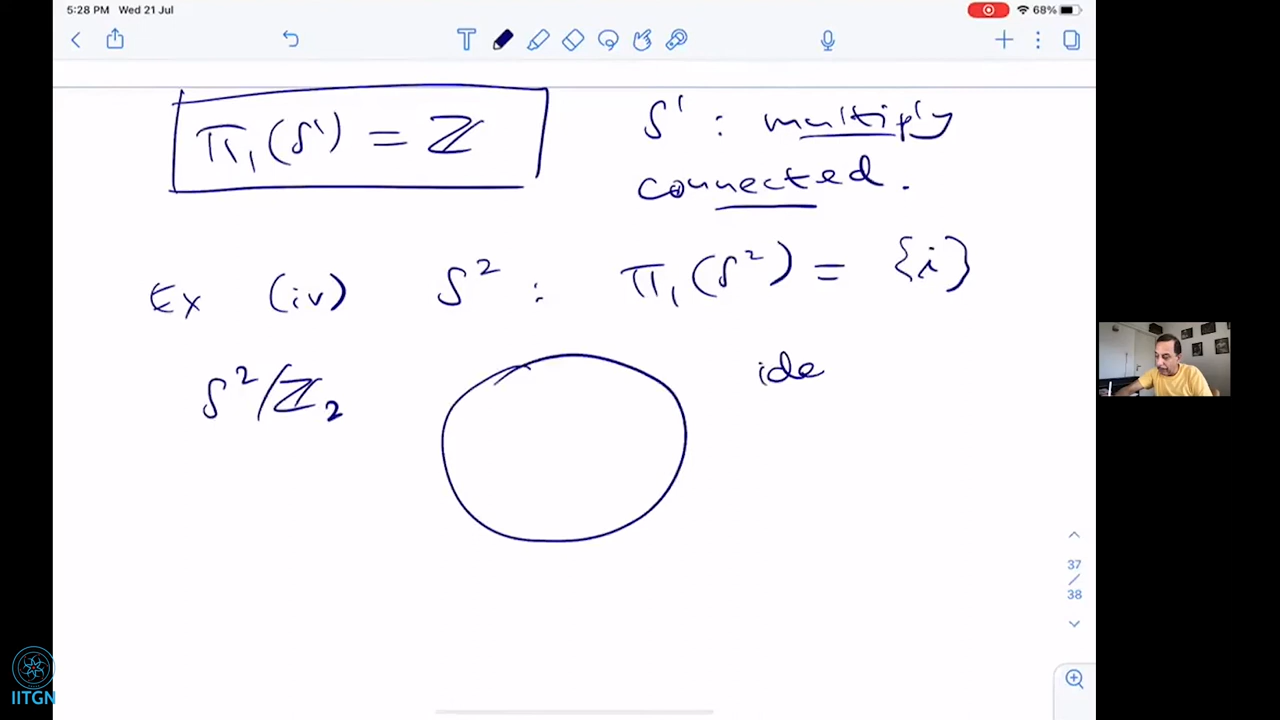 5:28 PM Wed 21 Jul
68%
π₁(S¹) = ℤ
S¹ : multiply
connected.
Ex (iv) S² : π₁(S²) = {i}
S²/ℤ₂
ide
37
/
38
IITGN